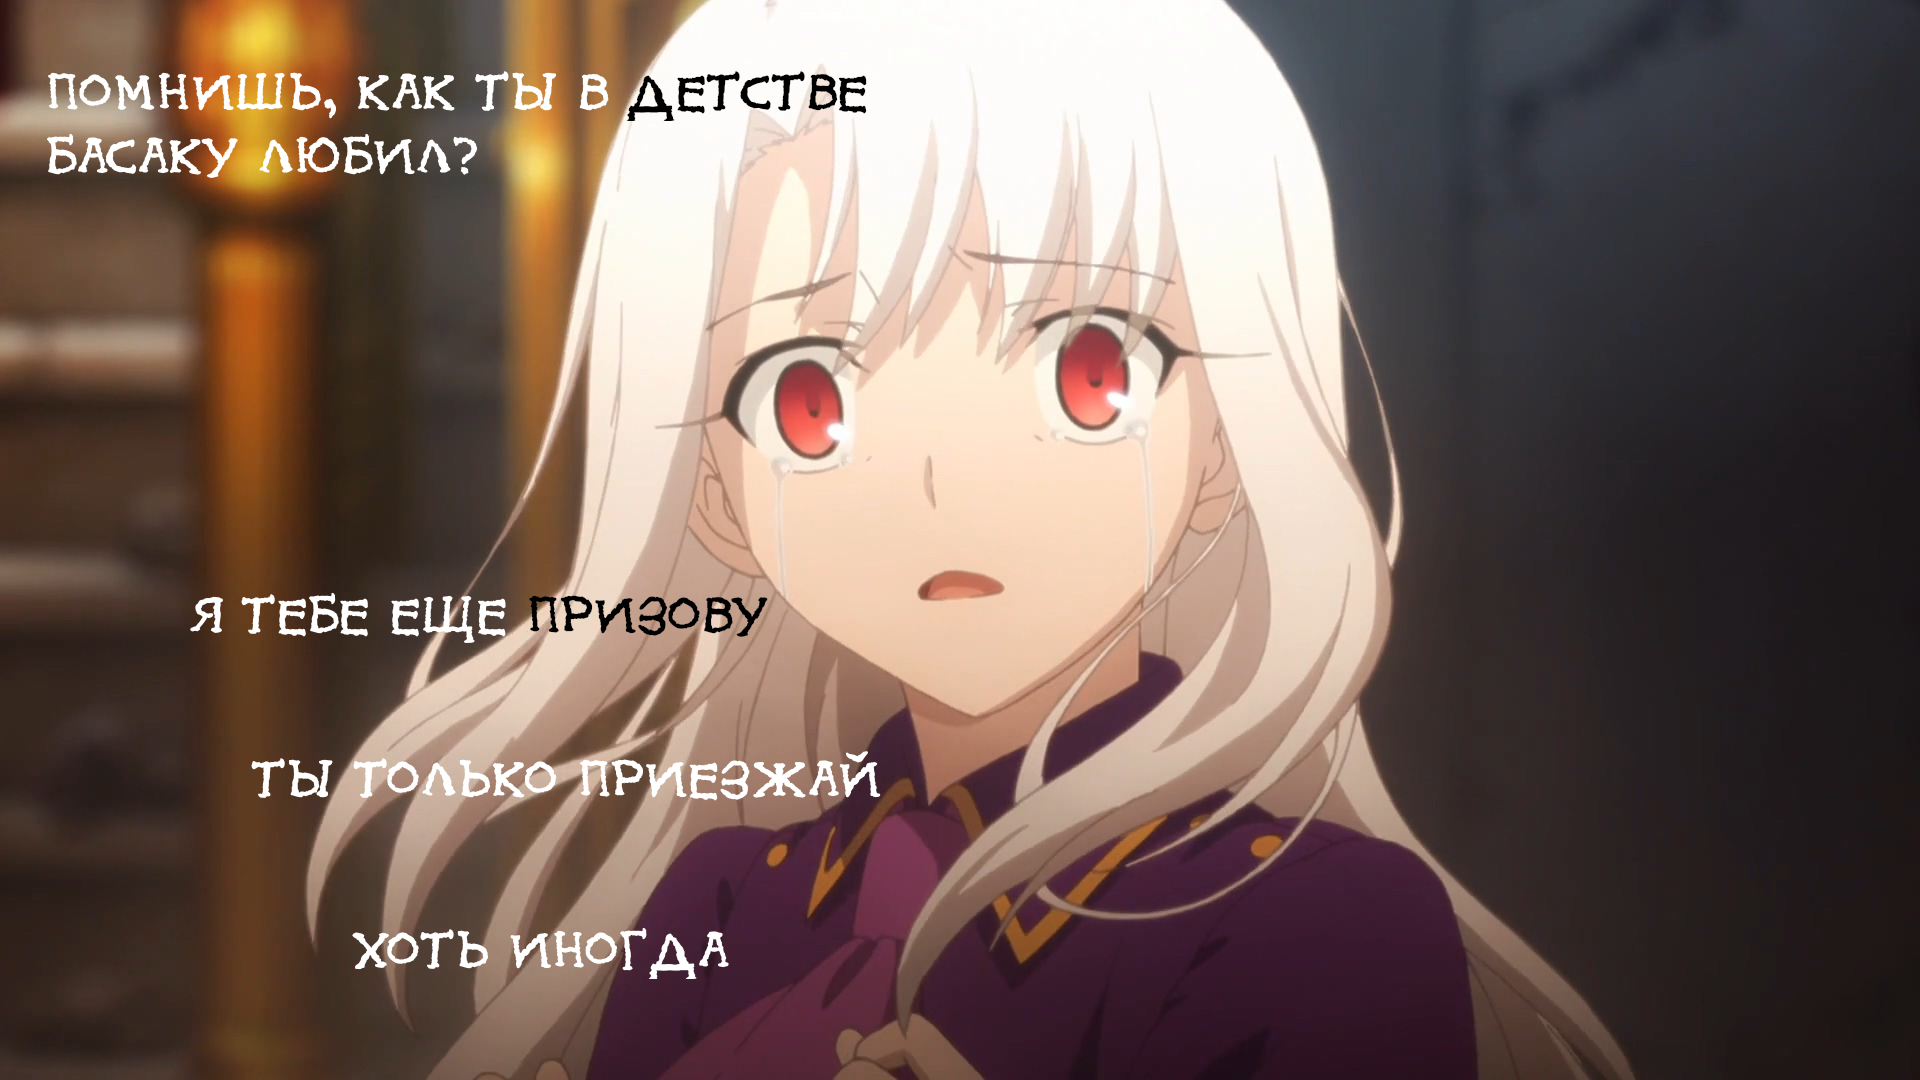 ПОМНИШЬ, КАК ТЫ В ДЕТСТВЕ
БАСАКУ ЛЮБИЛ?
Я ТЕБЕ ЕЩЕ ПРИЗОВУ
ТЫ ТОЛЬКО ПРИЕЗЖАЙ
ХОТЬ ИНОГДА